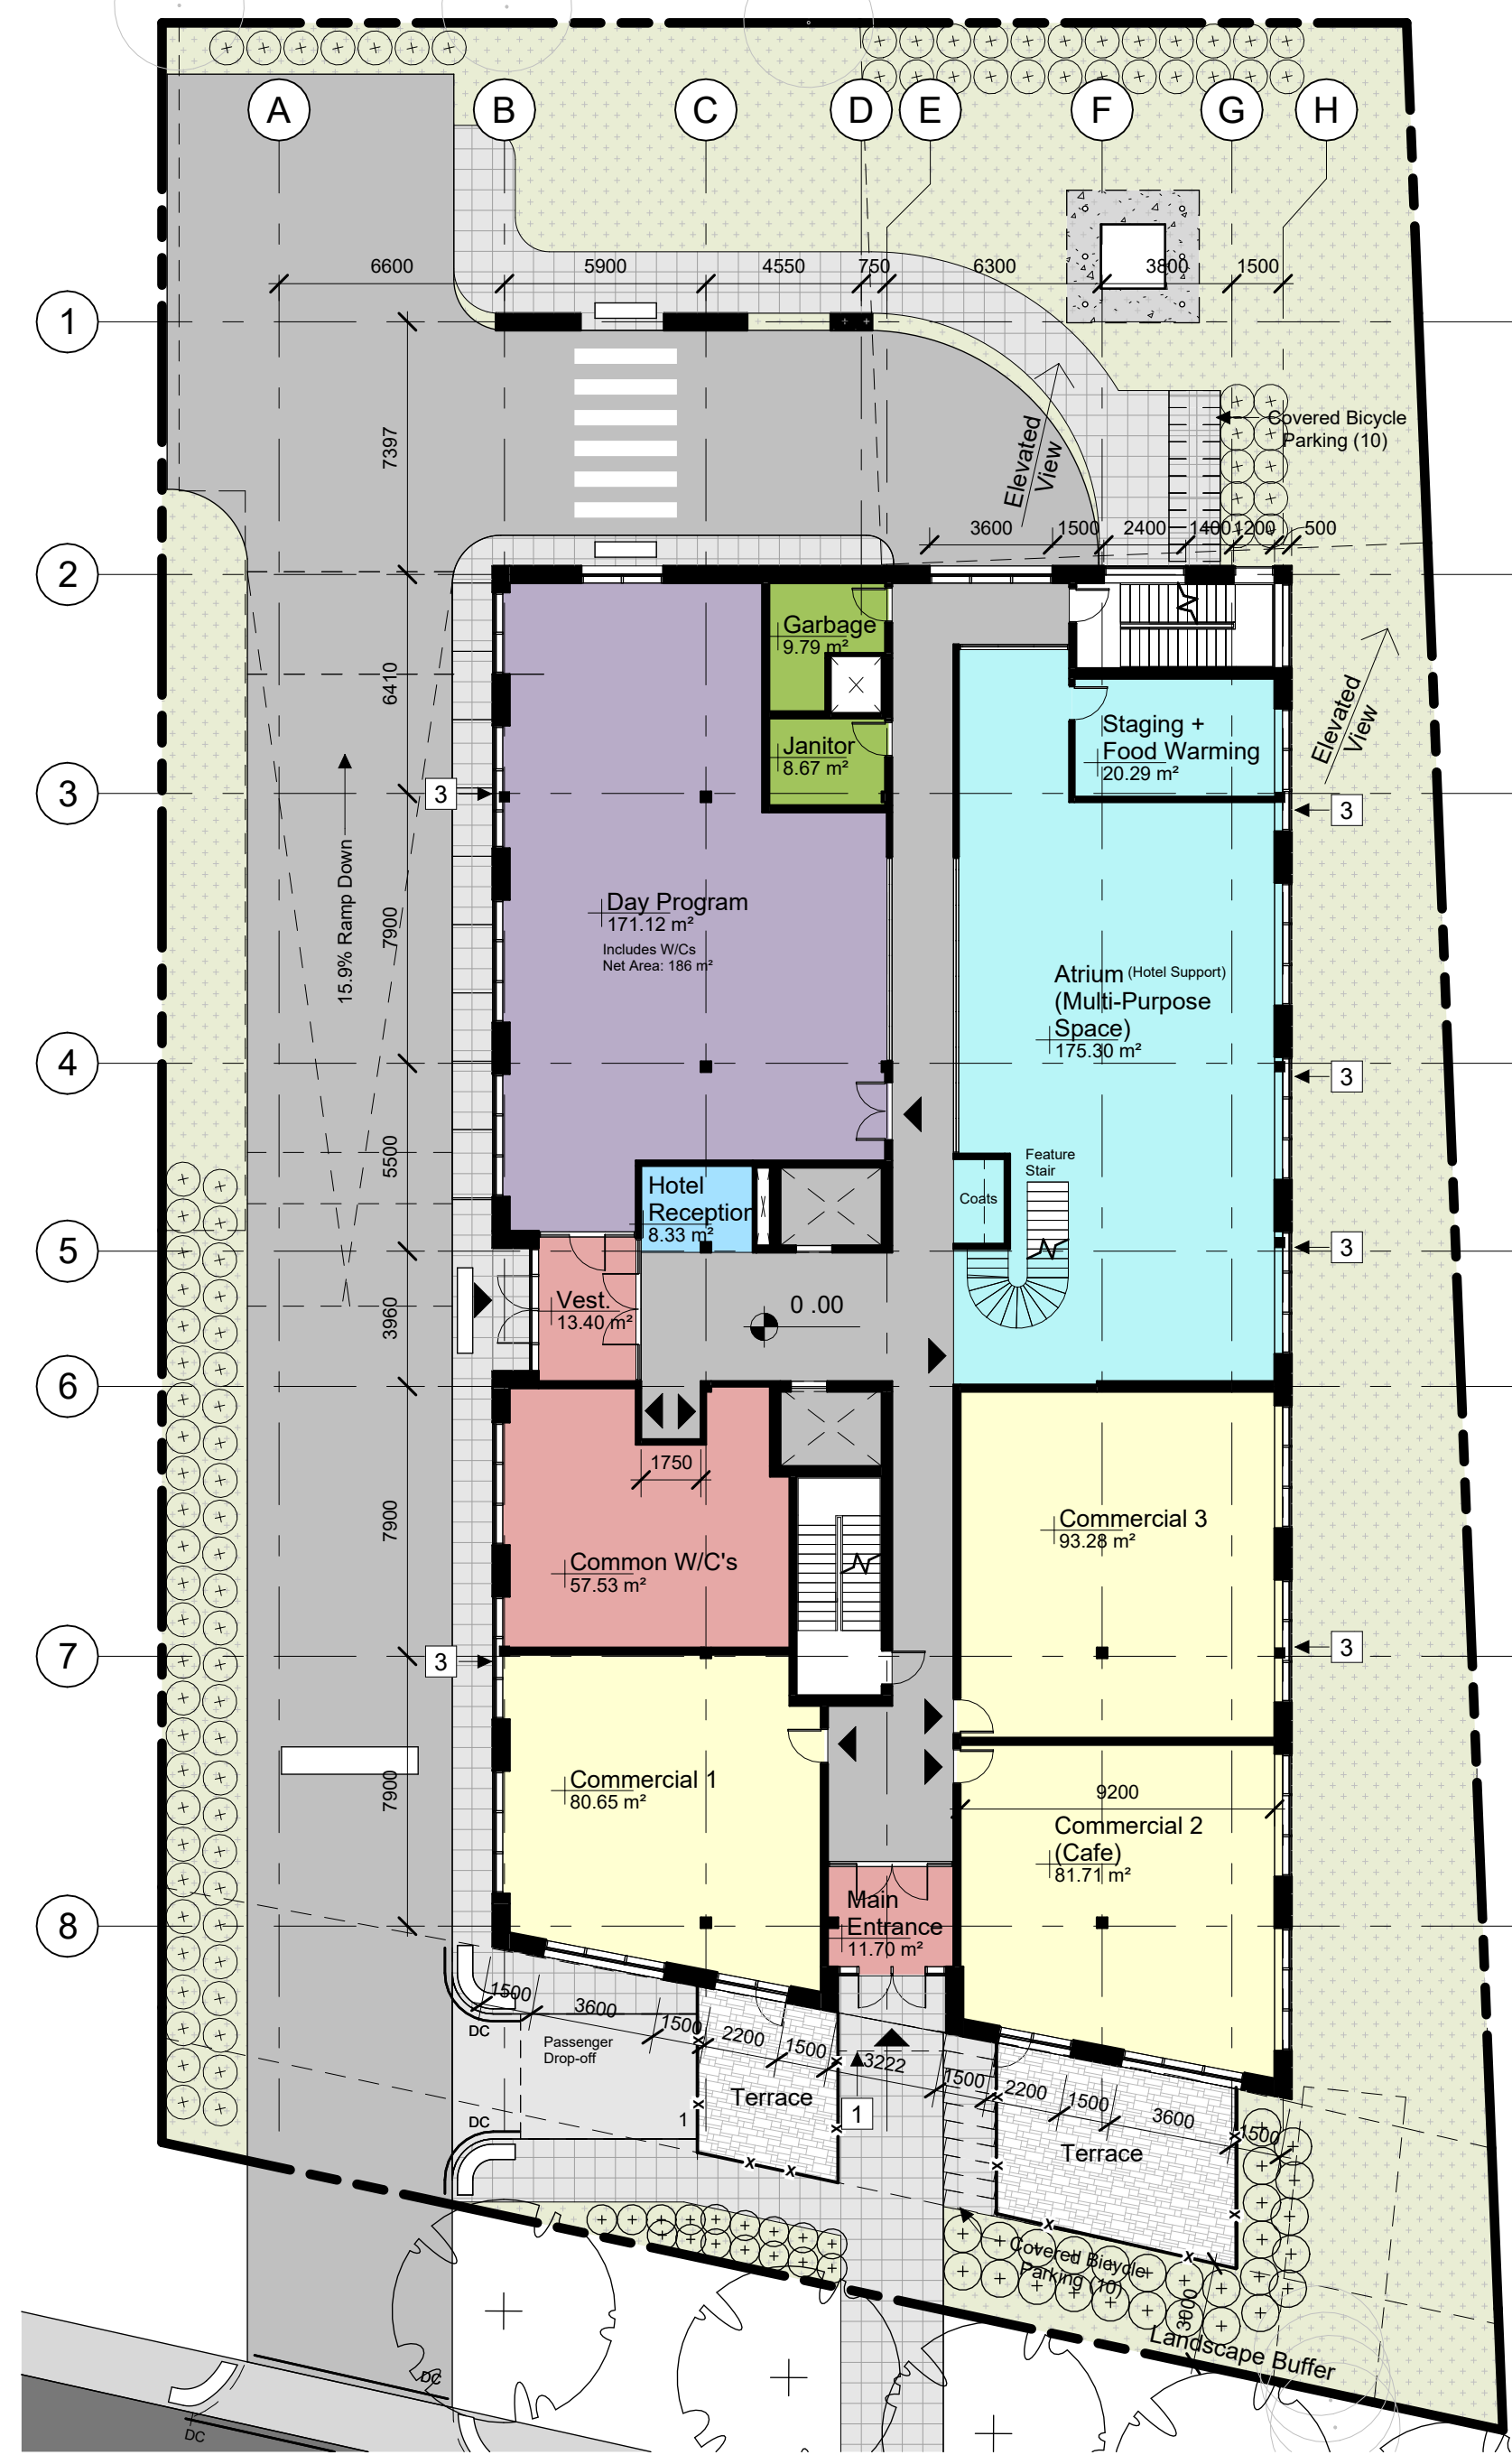 A B C D E F G H
6600 5900 4550 750 6300 3800 1500
1
7397
Elevated
View
Covered Bicycle
Parking (10)
3600 1500 2400 1400 1200 500
2
Garbage
9.79 m²
6410
Staging +
Food Warming
20.29 m²
Elevated
View
Janitor
8.67 m²
3
3
3
15.9% Ramp Down
7900
Day Program
171.12 m²
Includes W/Cs
Net Area: 186 m²
Atrium (Hotel Support)
(Multi-Purpose
Space)
175.30 m²
4
3
5500
Feature
Stair
Hotel
Reception
8.33 m²
Coats
5
3
3960
Vest.
13.40 m²
0 .00
6
1750
7900
Commercial 3
93.28 m²
Common W/C's
57.53 m²
7
3
3
7900
Commercial 1
80.65 m²
9200
Commercial 2
(Cafe)
81.71 m²
Main
Entrance
11.70 m²
8
1500 3600 1500 2200 1500 3222 1500 2200 1500 3600 1500
DC
Passenger
Drop-off
Terrace
1
1
DC
Terrace
Covered Bicycle
Parking (10)
3000
Landscape Buffer
DC
DC